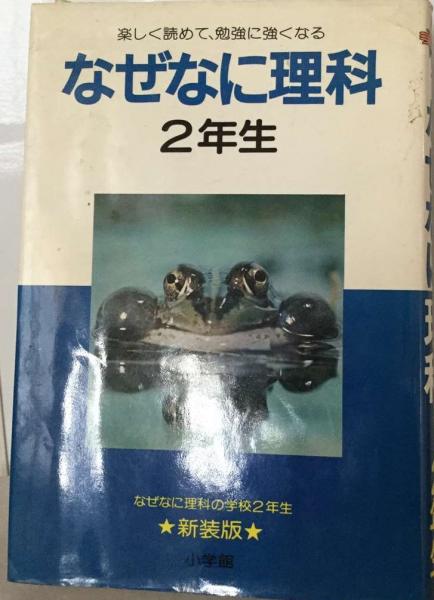 楽しく読めて、勉強に強くなる
なぜなに理科
2年生
なぜなに理科の学校2年生
★新装版★
小学館